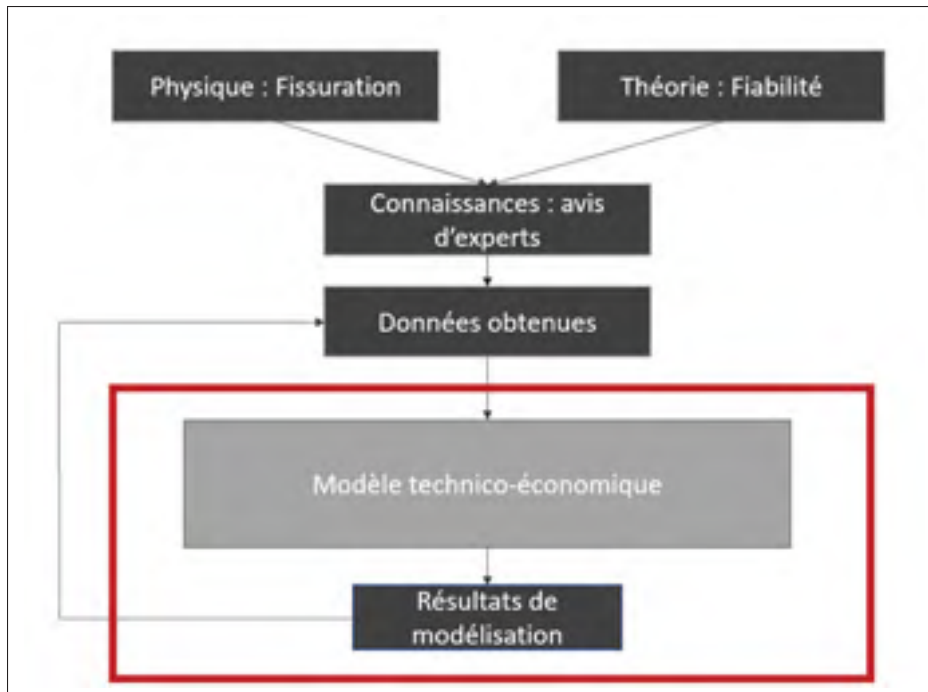 Physique : Fissuration
Théorie : Fiabilité
Connaissances : avis
d'experts
Données obtenues
Modèle technico-économique
Résultats de
modélisation